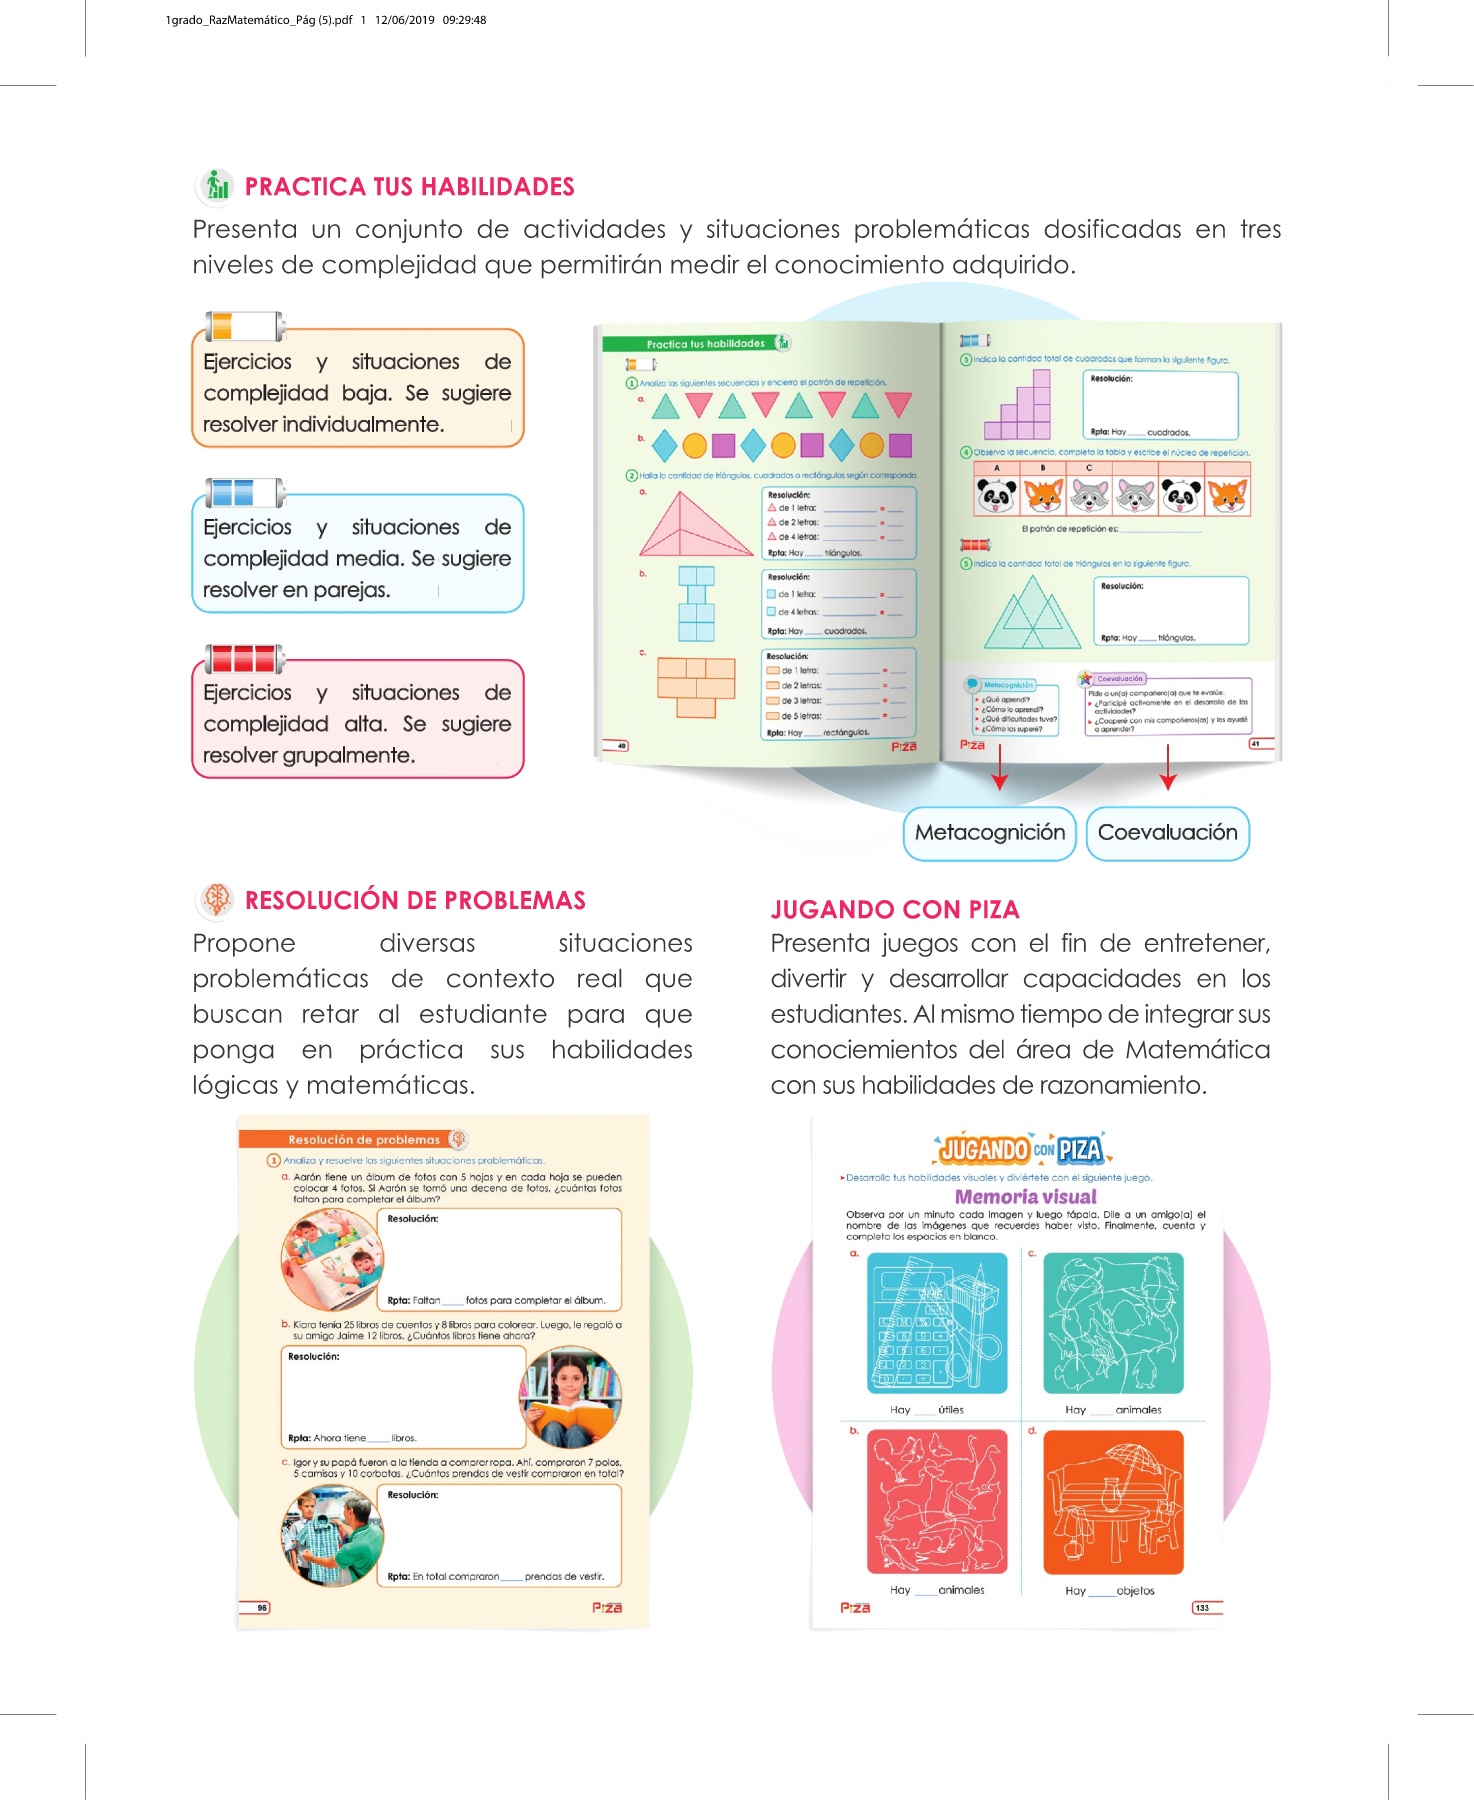 1grado_RazMatemático_Pág (5).pdf 1 12/06/2019 09:29:48
PRACTICA TUS HABILIDADES
Presenta un conjunto de actividades y situaciones problemáticas dosificadas en tres
niveles de complejidad que permitirán medir el conocimiento adquirido.
Ejercicios y situaciones de
complejidad baja. Se sugiere
resolver individualmente.
Ejercicios y situaciones de
complejidad media. Se sugiere
resolver en parejas.
Ejercicios y situaciones de
complejidad alta. Se sugiere
resolver grupalmente.
Practica tus habilidades
1 Analiza las siguientes secuencias y encierra el patrón de repetición.
a.
b.
2 Halla la cantidad de triángulos, cuadrados o rectángulos según corresponda.
a.
Resolución:
de 1 letra: ______ = __
de 2 letras: ______ = __
de 4 letras: ______ = __
Rpta: Hay ____ triángulos.
b.
Resolución:
de 1 letra: ______ = __
de 4 letras: ______ = __
Rpta: Hay ____ cuadrados.
c.
Resolución:
de 1 letra: ______ = __
de 2 letras: ______ = __
de 3 letras: ______ = __
de 5 letras: ______ = __
Rpta: Hay ____ rectángulos.
40
Piza
3 Indica la cantidad total de cuadrados que forman la siguiente figura.
Resolución:
Rpta: Hay ____ cuadrados.
4 Observa la secuencia, completa la tabla y escribe el núcleo de repetición.
A B C
El patrón de repetición es: ______
5 Indica la cantidad total de triángulos en la siguiente figura.
Resolución:
Rpta: Hay ____ triángulos.
Metacognición
¿Qué aprendí?
¿Cómo lo aprendí?
¿Qué dificultades tuve?
¿Cómo las superé?
Coevaluación
Pide a un(a) compañero(a) que te evalúe.
¿Participé activamente en el desarrollo de las
actividades?
¿Cooperé con mis compañeros(as) y los ayudé
a aprender?
Piza
41
Metacognición
Coevaluación
RESOLUCIÓN DE PROBLEMAS
Propone diversas situaciones
problemáticas de contexto real que
buscan retar al estudiante para que
ponga en práctica sus habilidades
lógicas y matemáticas.
Resolución de problemas
1 Analiza y resuelve las siguientes situaciones problemáticas.
a. Aarón tiene un álbum de fotos con 5 hojas y en cada hoja se pueden
colocar 4 fotos. Si Aarón se tomó una decena de fotos, ¿cuántas fotos
faltan para completar el álbum?
Resolución:
Rpta: Faltan ____ fotos para completar el álbum.
b. Kiara tenía 25 libros de cuentos y 8 libros para colorear. Luego, le regaló a
su amigo Jaime 12 libros. ¿Cuántos libros tiene ahora?
Resolución:
Rpta: Ahora tiene ____ libros.
c. Igor y su papá fueron a la tienda a comprar ropa. Ahí, compraron 7 polos,
5 camisas y 10 corbatas. ¿Cuántas prendas de vestir compraron en total?
Resolución:
Rpta: En total compraron ____ prendas de vestir.
96
Piza
JUGANDO CON PIZA
Presenta juegos con el fin de entretener,
divertir y desarrollar capacidades en los
estudiantes. Al mismo tiempo de integrar sus
conociemientos del área de Matemática
con sus habilidades de razonamiento.
JUGANDO CON PIZA
Desarrolla tus habilidades visuales y diviértete con el siguiente juego.
Memoria visual
Observa por un minuto cada imagen y luego tápala. Dile a un amigo(a) el
nombre de las imágenes que recuerdes haber visto. Finalmente, cuenta y
completa los espacios en blanco.
a.
c.
Hay ____ útiles
Hay ____ animales
b.
d.
Hay ____ animales
Hay ____ objetos
Piza
133